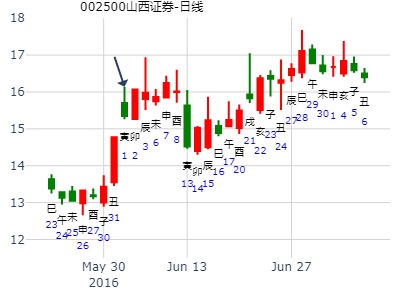 002500山西证券-日线
18
17
16
15
14
13
12
巳
23
午
24
未
25
申
26
酉
27
子
30
丑
31
寅
1
卯
2
辰
3
未
6
申
7
酉
8
寅
13
卯
14
辰
15
巳
16
午
17
酉
20
戌
21
亥
22
子
23
丑
24
辰
27
巳
28
午
29
未
30
申
1
亥
4
子
5
丑
6
May 30
2016
Jun 13
Jun 27